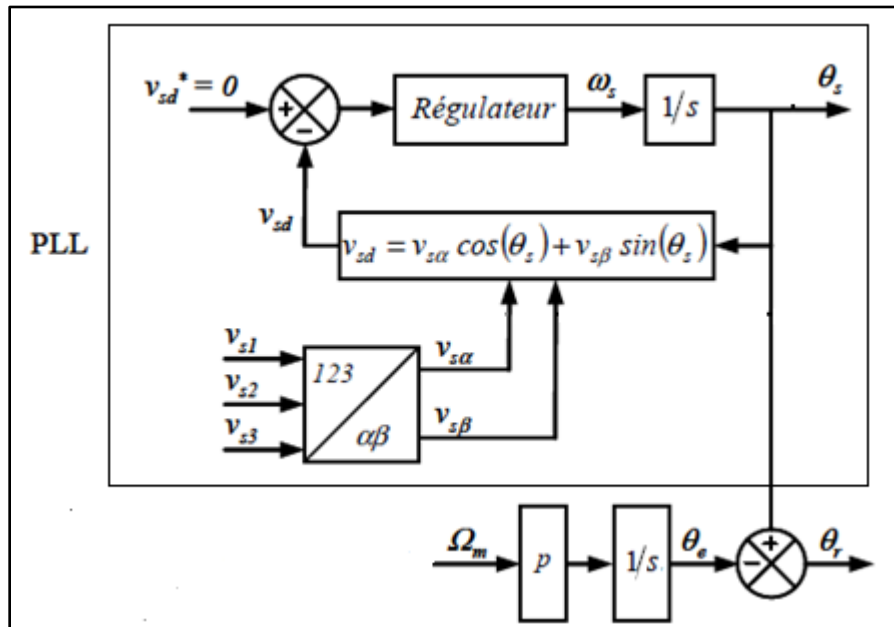 v_sd* = 0
+
−
Régulateur
ω_s
1/s
θ_s
v_sd
v_sd = v_sα cos(θ_s) + v_sβ sin(θ_s)
PLL
v_s1
v_s2
v_s3
123
αβ
v_sα
v_sβ
Ω_m
p
1/s
θ_e
+
−
θ_r